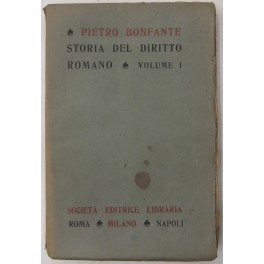 ♠ PIETRO BONFANTE
STORIA DEL DIRITTO
ROMANO ♠ VOLUME I
SOCIETÀ EDITRICE LIBRARIA
ROMA ♠ MILANO ♠ NAPOLI